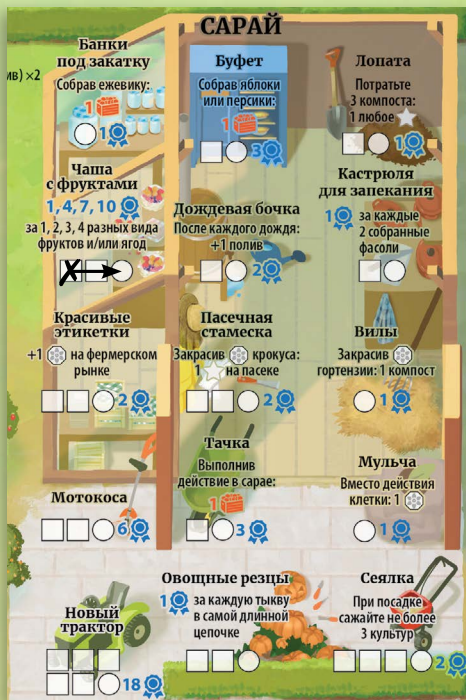 САРАЙ
ив) ×2
Банки
под закатку
Собрав ежевику:
1
1
Буфет
Собрав яблоки
или персики:
1
3
Лопата
Потратьте
3 компоста:
1 любое
1
Чаша
с фруктами
1, 4, 7, 10
за 1, 2, 3, 4 разных вида
фруктов и/или ягод
Дождевая бочка
После каждого дождя:
+1 полив
2
Кастрюля
для запекания
1 за каждые
2 собранные
фасоли
Красивые
этикетки
+1 на фермерском
рынке
2
Пасечная
стамеска
Закрасив крокуса:
1 на пасеке
2
Вилы
Закрасив
гортензии: 1 компост
1
Мотокоса
6
Тачка
Выполнив
действие в сарае:
1
3
Мульча
Вместо действия
клетки: 1
1
Новый
трактор
18
Овощные резцы
1 за каждую тыкву
в самой длинной
цепочке
Сеялка
При посадке
сажайте не более
3 культур
2